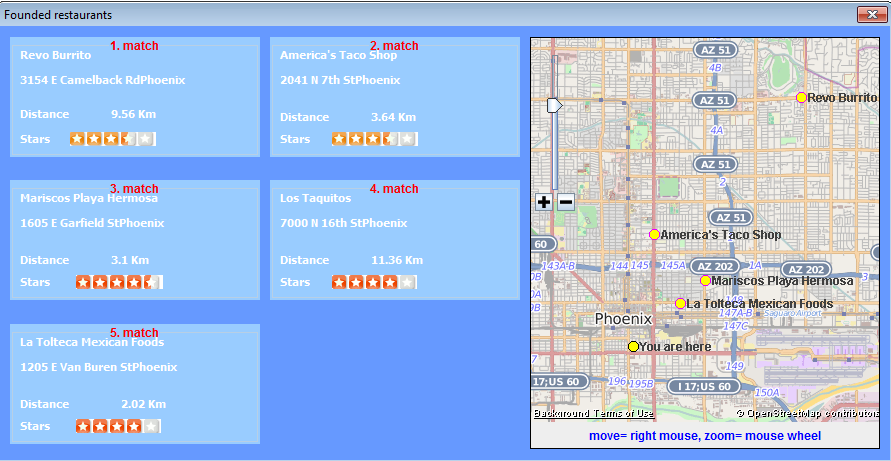 Founded restaurants
1. match
Revo Burrito
3154 E Camelback RdPhoenix
Distance 9.56 Km
Stars
2. match
America's Taco Shop
2041 N 7th StPhoenix
Distance 3.64 Km
Stars
3. match
Mariscos Playa Hermosa
1605 E Garfield StPhoenix
Distance 3.1 Km
Stars
4. match
Los Taquitos
7000 N 16th StPhoenix
Distance 11.36 Km
Stars
5. match
La Tolteca Mexican Foods
1205 E Van Buren StPhoenix
Distance 2.02 Km
Stars
AZ 51
4B
Revo Burrito
AZ 51
4A
AZ 51
2
AZ 51
America's Taco Shop
60
143A-B
144
145
145A
AZ 202
1A
AZ 202
3
Mariscos Playa Hermosa
La Tolteca Mexican Foods
148
147A-B
Saguaro Airport
Phoenix
147C
You are here
149
17;US 60
196
195B
I 17;US 60
150A
Background Terms of Use
© OpenStreetMap contributors
move= right mouse, zoom= mouse wheel